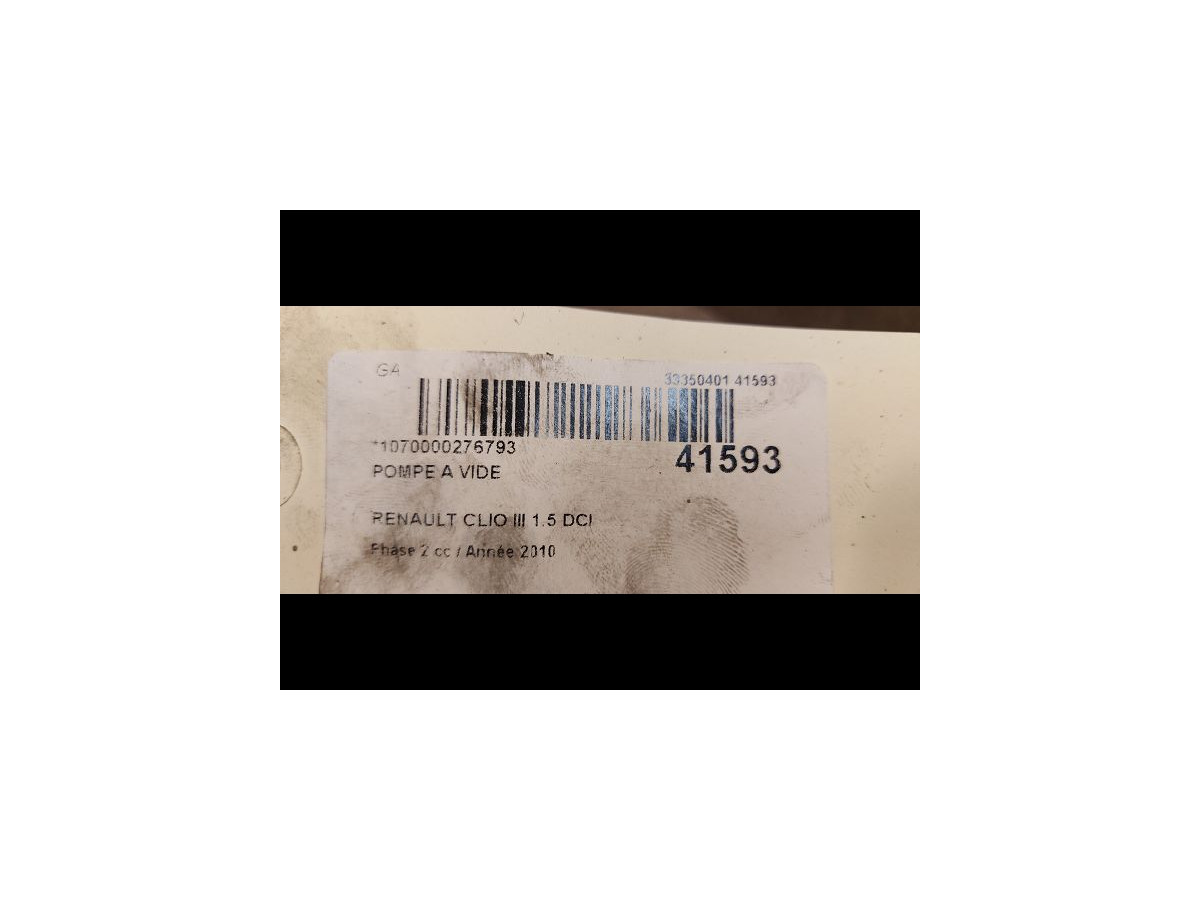 GA
33350401 41593
*1070000276793
41593
POMPE A VIDE
RENAULT CLIO III 1.5 DCI
Phase 2 cc / Année 2010